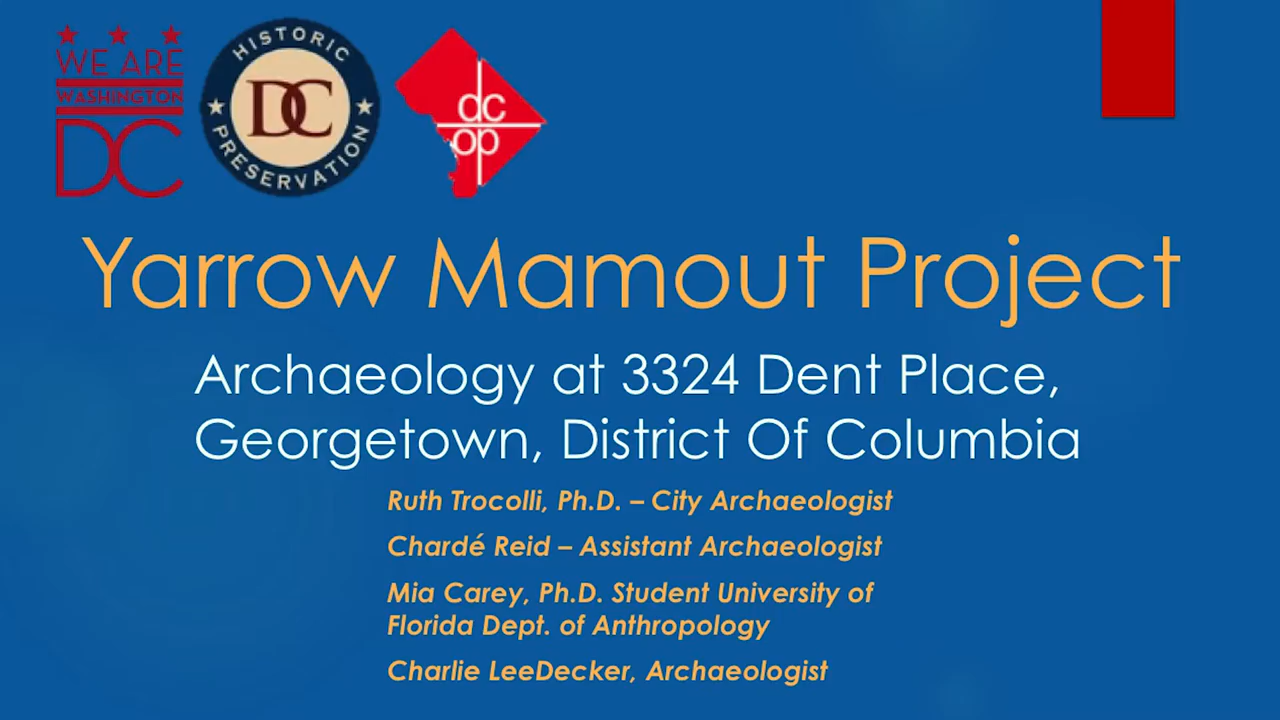 WE ARE
WASHINGTON
DC
HISTORIC
DC
PRESERVATION
dc
op
Yarrow Mamout Project
Archaeology at 3324 Dent Place,
Georgetown, District Of Columbia
Ruth Trocolli, Ph.D. – City Archaeologist
Chardé Reid – Assistant Archaeologist
Mia Carey, Ph.D. Student University of
Florida Dept. of Anthropology
Charlie LeeDecker, Archaeologist